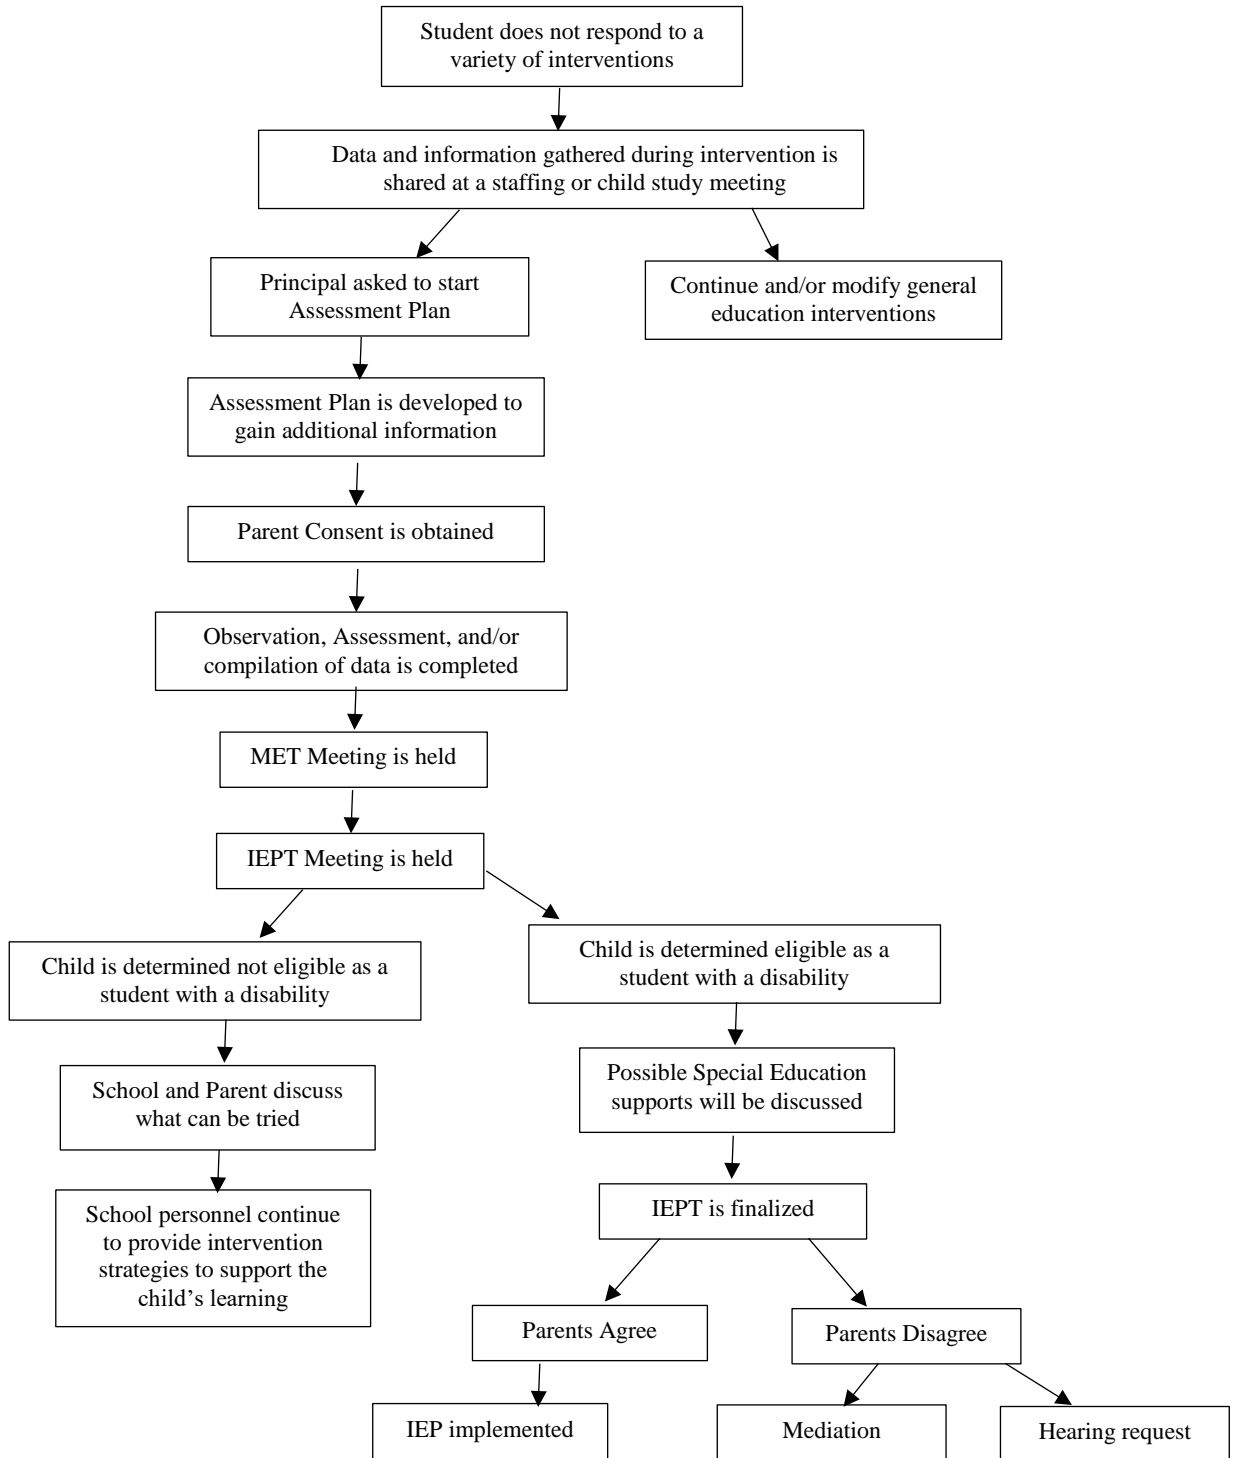 Student does not respond to a
variety of interventions
Data and information gathered during intervention is
shared at a staffing or child study meeting
Principal asked to start
Assessment Plan
Continue and/or modify general
education interventions
Assessment Plan is developed to
gain additional information
Parent Consent is obtained
Observation, Assessment, and/or
compilation of data is completed
MET Meeting is held
IEPT Meeting is held
Child is determined not eligible as a
student with a disability
Child is determined eligible as a
student with a disability
School and Parent discuss
what can be tried
Possible Special Education
supports will be discussed
School personnel continue
to provide intervention
strategies to support the
child’s learning
IEPT is finalized
Parents Agree
Parents Disagree
IEP implemented
Mediation
Hearing request